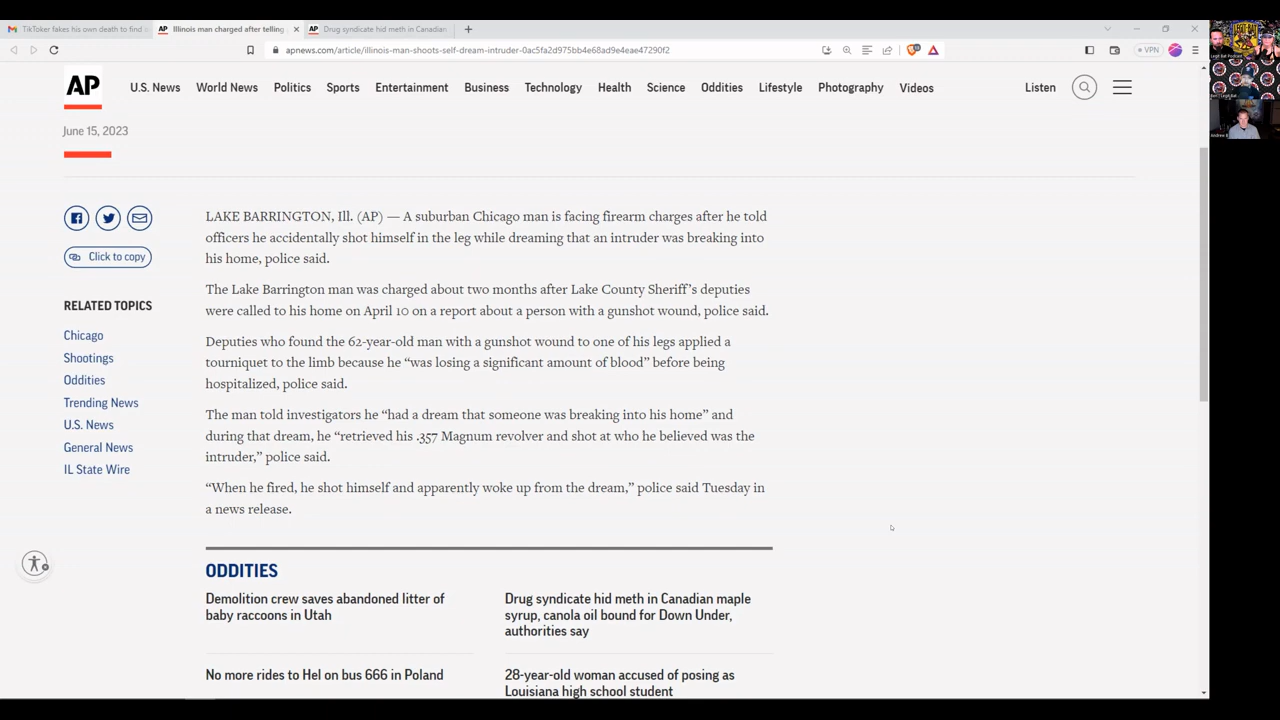 TikToker fakes his own death to find
Illinois man charged after telling
Drug syndicate hid meth in Canadian
apnews.com/article/illinois-man-shoots-self-dream-intruder-0ac5fa2d975bb4e68ad9e4eae47290f2
VPN
AP
U.S. News
World News
Politics
Sports
Entertainment
Business
Technology
Health
Science
Oddities
Lifestyle
Photography
Videos
Listen
June 15, 2023
Click to copy
RELATED TOPICS
Chicago
Shootings
Oddities
Trending News
U.S. News
General News
IL State Wire
LAKE BARRINGTON, Ill. (AP) — A suburban Chicago man is facing firearm charges after he told
officers he accidentally shot himself in the leg while dreaming that an intruder was breaking into
his home, police said.
The Lake Barrington man was charged about two months after Lake County Sheriff’s deputies
were called to his home on April 10 on a report about a person with a gunshot wound, police said.
Deputies who found the 62-year-old man with a gunshot wound to one of his legs applied a
tourniquet to the limb because he “was losing a significant amount of blood” before being
hospitalized, police said.
The man told investigators he “had a dream that someone was breaking into his home” and
during that dream, he “retrieved his .357 Magnum revolver and shot at who he believed was the
intruder,” police said.
“When he fired, he shot himself and apparently woke up from the dream,” police said Tuesday in
a news release.
ODDITIES
Demolition crew saves abandoned litter of
baby raccoons in Utah
Drug syndicate hid meth in Canadian maple
syrup, canola oil bound for Down Under,
authorities say
No more rides to Hel on bus 666 in Poland
28-year-old woman accused of posing as
Louisiana high school student